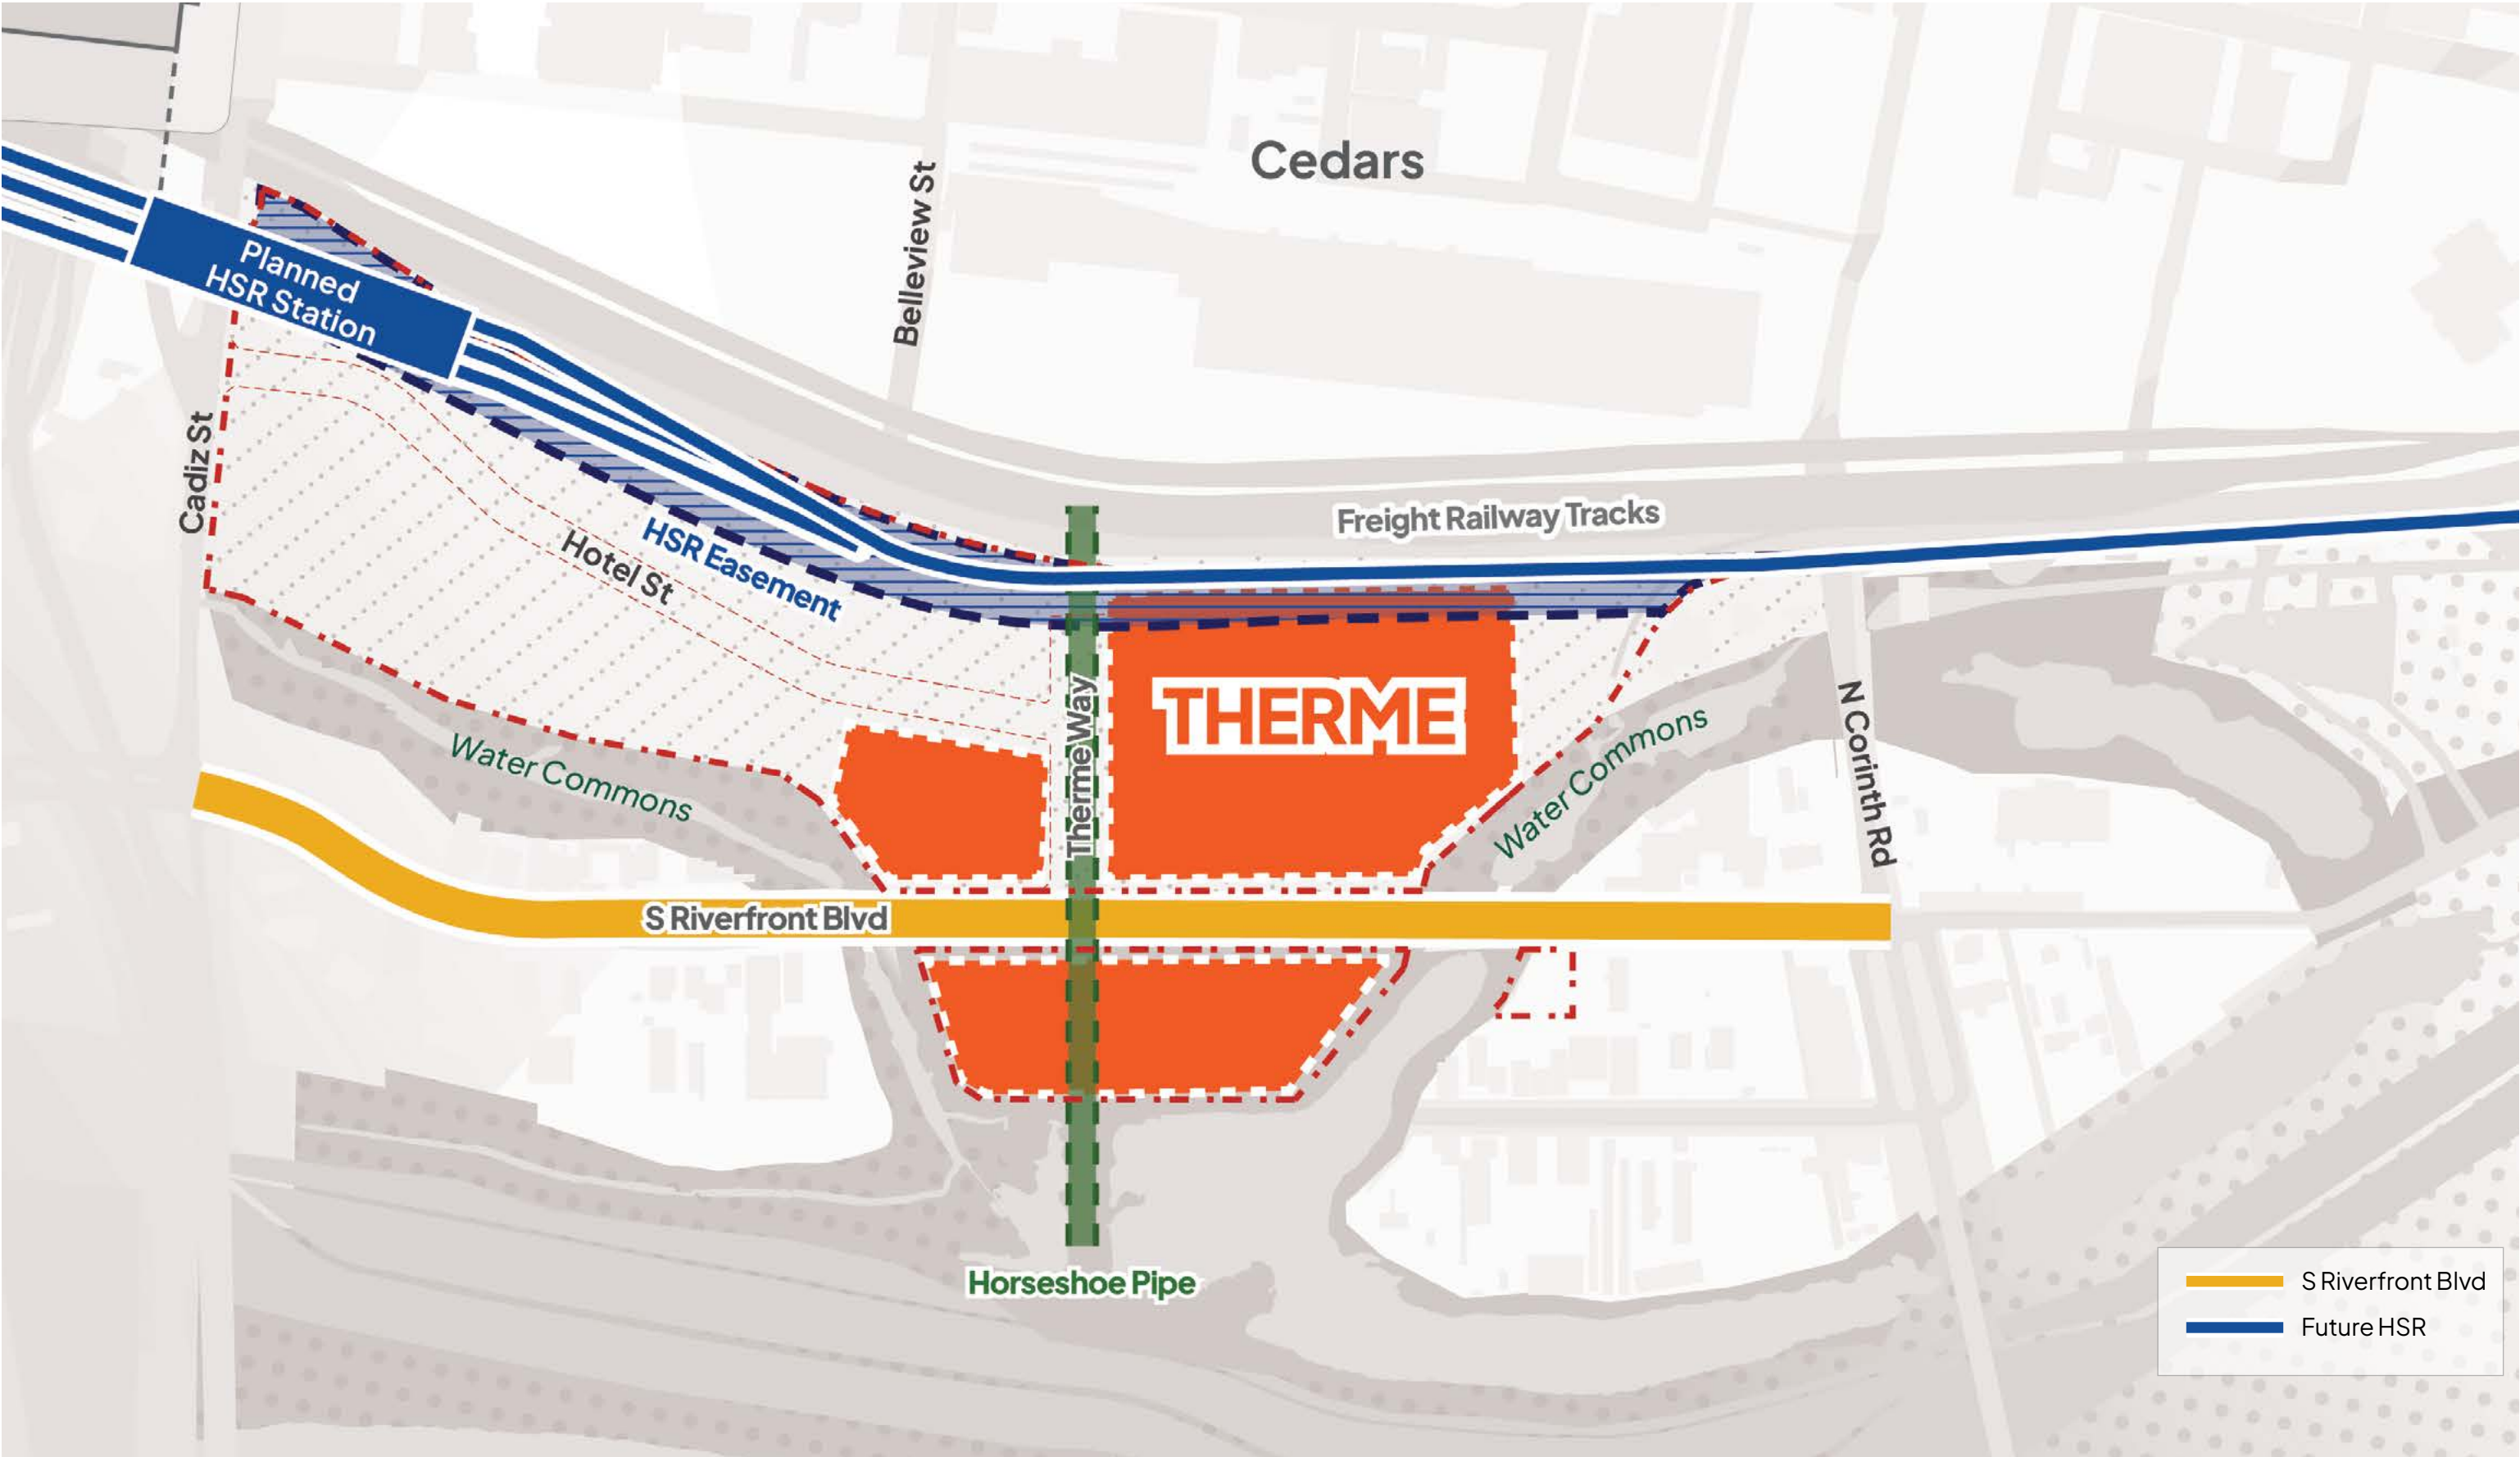 Cedars
Belleview St
Planned
HSR Station
Cadiz St
Freight Railway Tracks
HSR Easement
Hotel St
THERME
Therme Way
Water Commons
Water Commons
N Corinth Rd
S Riverfront Blvd
Horseshoe Pipe
S Riverfront Blvd
Future HSR